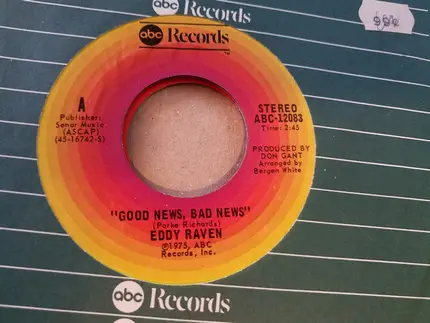 abc Records
abc Records
TM
A
Publisher:
Senor Music
(ASCAP)
(45-16742-S)
STEREO
ABC-12083
Time: 2:45
PRODUCED BY
DON GANT
Arranged by
Bergen White
"GOOD NEWS, BAD NEWS"
(Parke Richards)
EDDY RAVEN
©1975, ABC
Records, Inc.
abc Records